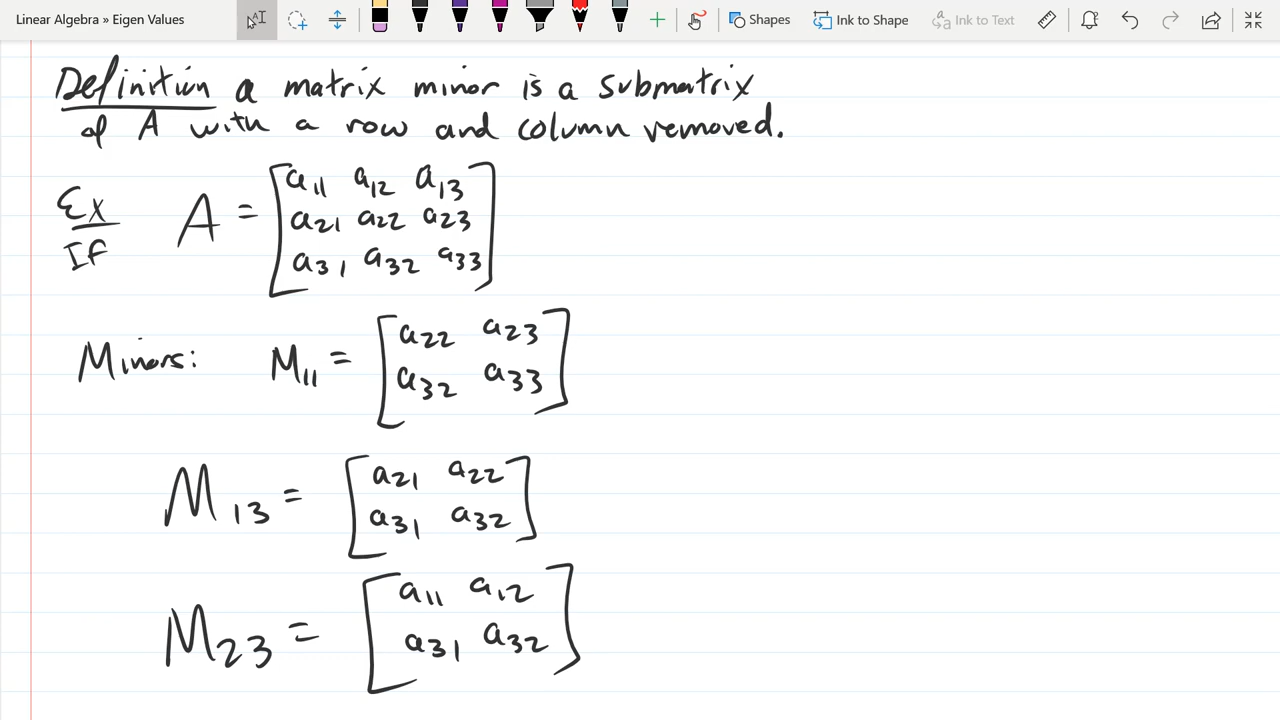 Linear Algebra » Eigen Values
Shapes
Ink to Shape
Ink to Text
Definition a matrix minor is a submatrix
of A with a row and column removed.
Ex
If
A = [a11 a12 a13
a21 a22 a23
a31 a32 a33]
Minors: M11 = [a22 a23
a32 a33]
M13 = [a21 a22
a31 a32]
M23 = [a11 a12
a31 a32]